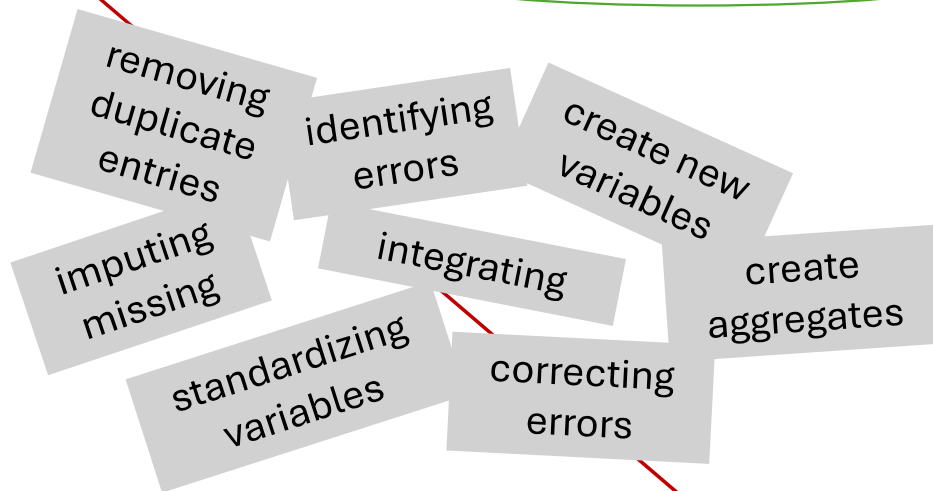 removing
duplicate
entries
identifying
errors
create new
variables
imputing
missing
integrating
create
aggregates
standardizing
variables
correcting
errors